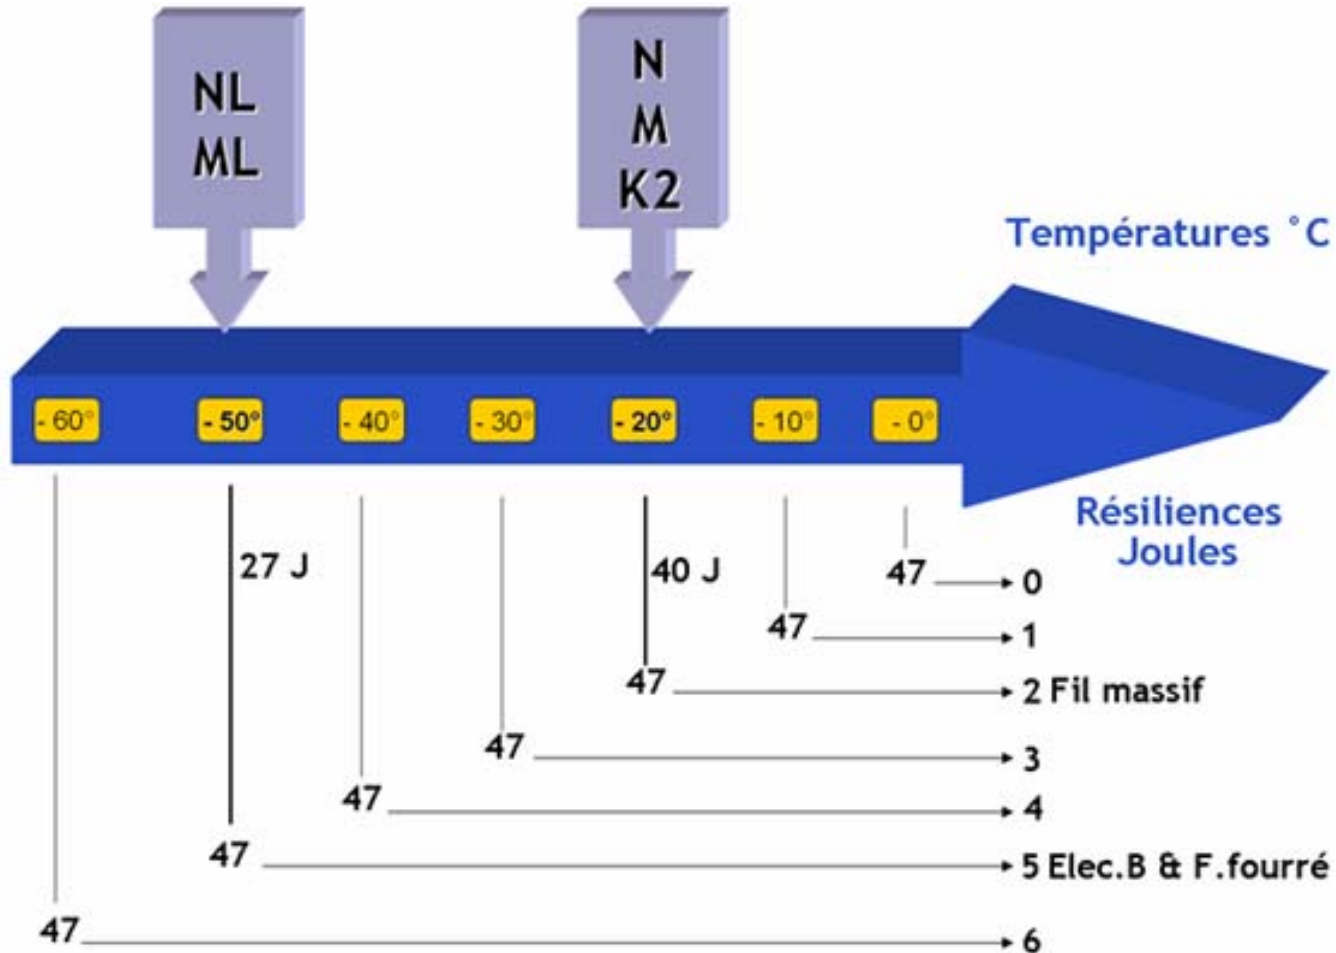 NL
ML
N
M
K2
Températures °C
- 60°
- 50°
- 40°
- 30°
- 20°
- 10°
- 0°
Résiliences
Joules
27 J
40 J
47 0
47 1
47 2 Fil massif
47 3
47 4
47 5 Elec.B & F.fourré
47 6